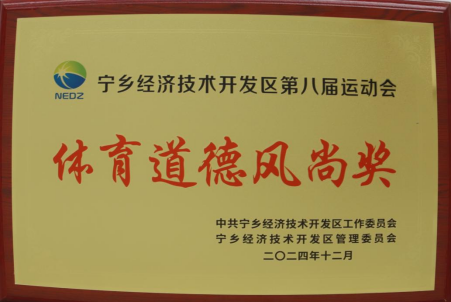 NEDZ
宁乡经济技术开发区第八届运动会
体育道德风尚奖
中共宁乡经济技术开发区工作委员会
宁乡经济技术开发区管理委员会
二〇二四年十二月